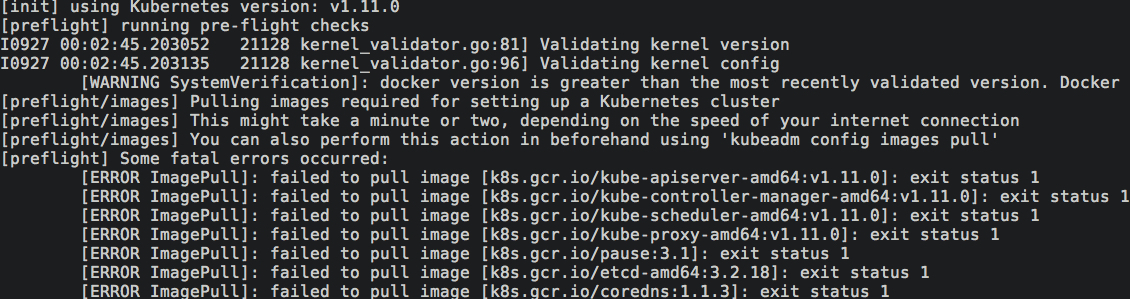 [init] using Kubernetes version: v1.11.0
[preflight] running pre-flight checks
I0927 00:02:45.203052   21128 kernel_validator.go:81] Validating kernel version
I0927 00:02:45.203135   21128 kernel_validator.go:96] Validating kernel config
        [WARNING SystemVerification]: docker version is greater than the most recently validated version. Docker
[preflight/images] Pulling images required for setting up a Kubernetes cluster
[preflight/images] This might take a minute or two, depending on the speed of your internet connection
[preflight/images] You can also perform this action in beforehand using 'kubeadm config images pull'
[preflight] Some fatal errors occurred:
        [ERROR ImagePull]: failed to pull image [k8s.gcr.io/kube-apiserver-amd64:v1.11.0]: exit status 1
        [ERROR ImagePull]: failed to pull image [k8s.gcr.io/kube-controller-manager-amd64:v1.11.0]: exit status 1
        [ERROR ImagePull]: failed to pull image [k8s.gcr.io/kube-scheduler-amd64:v1.11.0]: exit status 1
        [ERROR ImagePull]: failed to pull image [k8s.gcr.io/kube-proxy-amd64:v1.11.0]: exit status 1
        [ERROR ImagePull]: failed to pull image [k8s.gcr.io/pause:3.1]: exit status 1
        [ERROR ImagePull]: failed to pull image [k8s.gcr.io/etcd-amd64:3.2.18]: exit status 1
        [ERROR ImagePull]: failed to pull image [k8s.gcr.io/coredns:1.1.3]: exit status 1